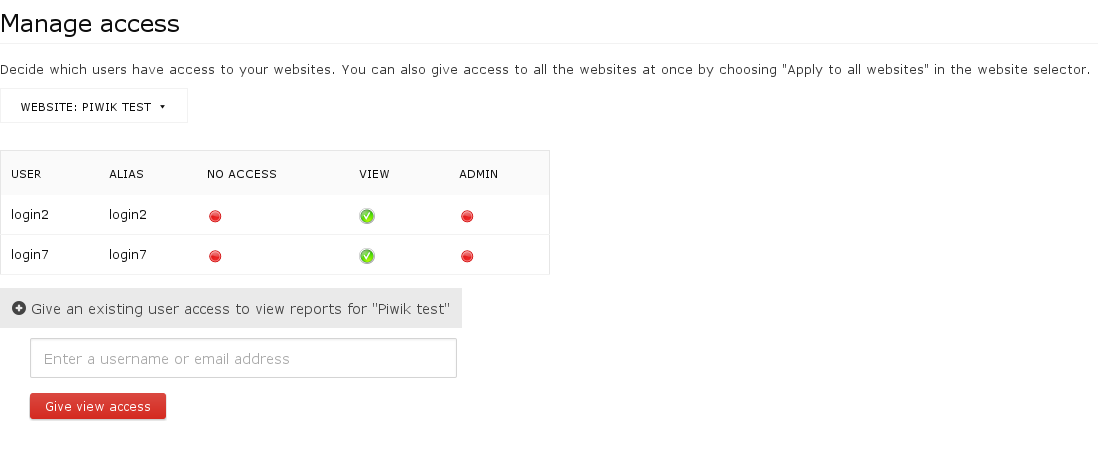 Manage access
Decide which users have access to your websites. You can also give access to all the websites at once by choosing "Apply to all websites" in the website selector.
WEBSITE: PIWIK TEST
USER ALIAS NO ACCESS VIEW ADMIN
login2 login2
login7 login7
Give an existing user access to view reports for "Piwik test"
Enter a username or email address
Give view access